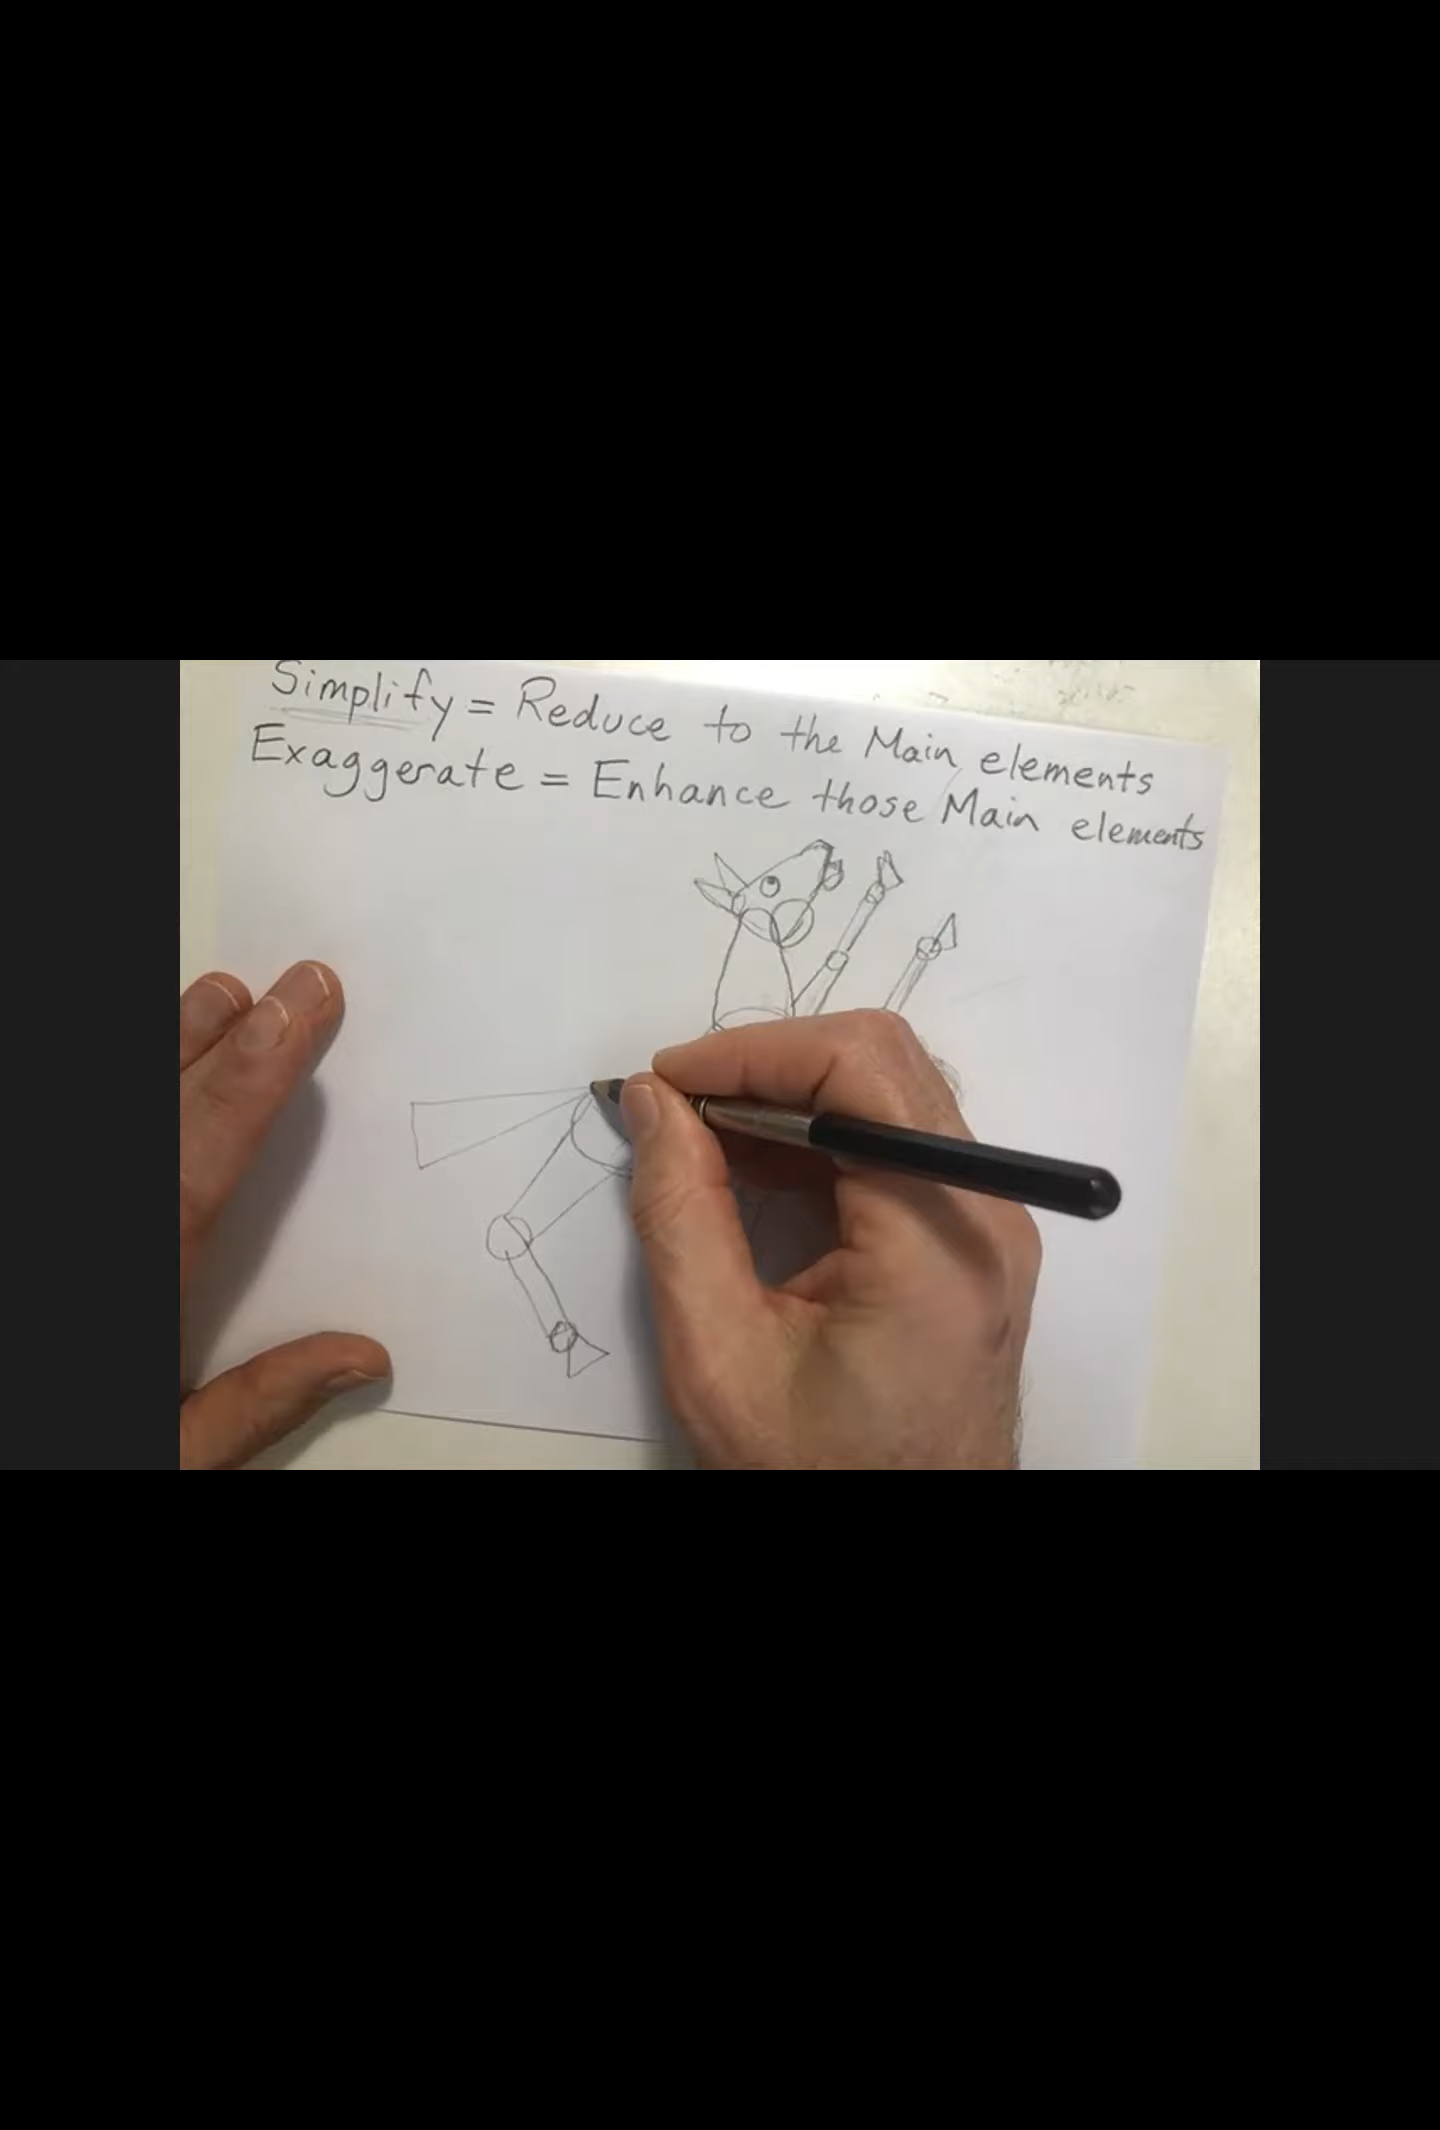 Simplify = Reduce to the Main elements
Exaggerate = Enhance those Main elements